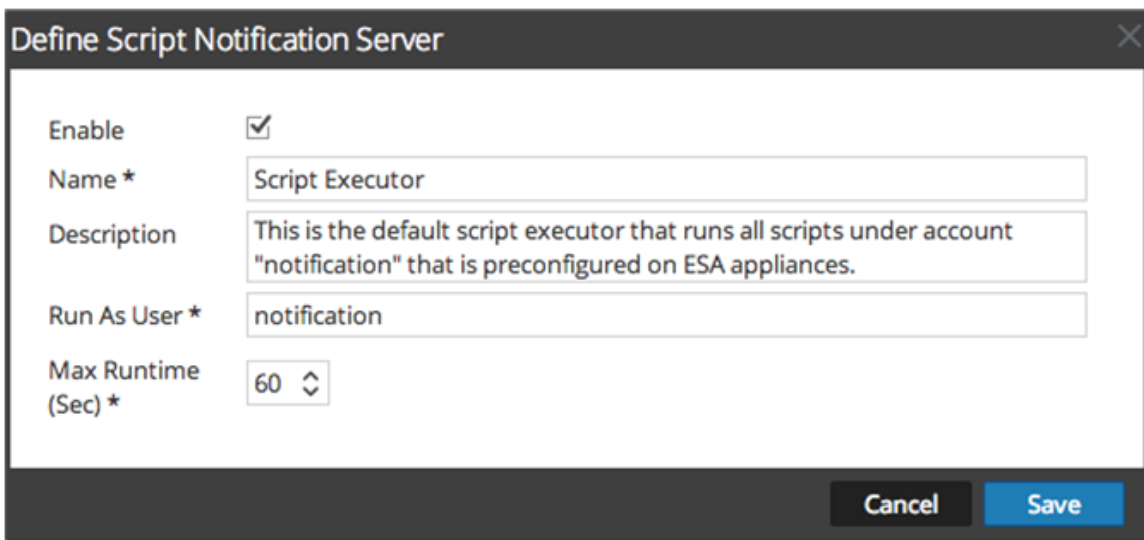 Define Script Notification Server
Enable
Name * Script Executor
Description This is the default script executor that runs all scripts under account
"notification" that is preconfigured on ESA appliances.
Run As User * notification
Max Runtime
(Sec) * 60
Cancel Save